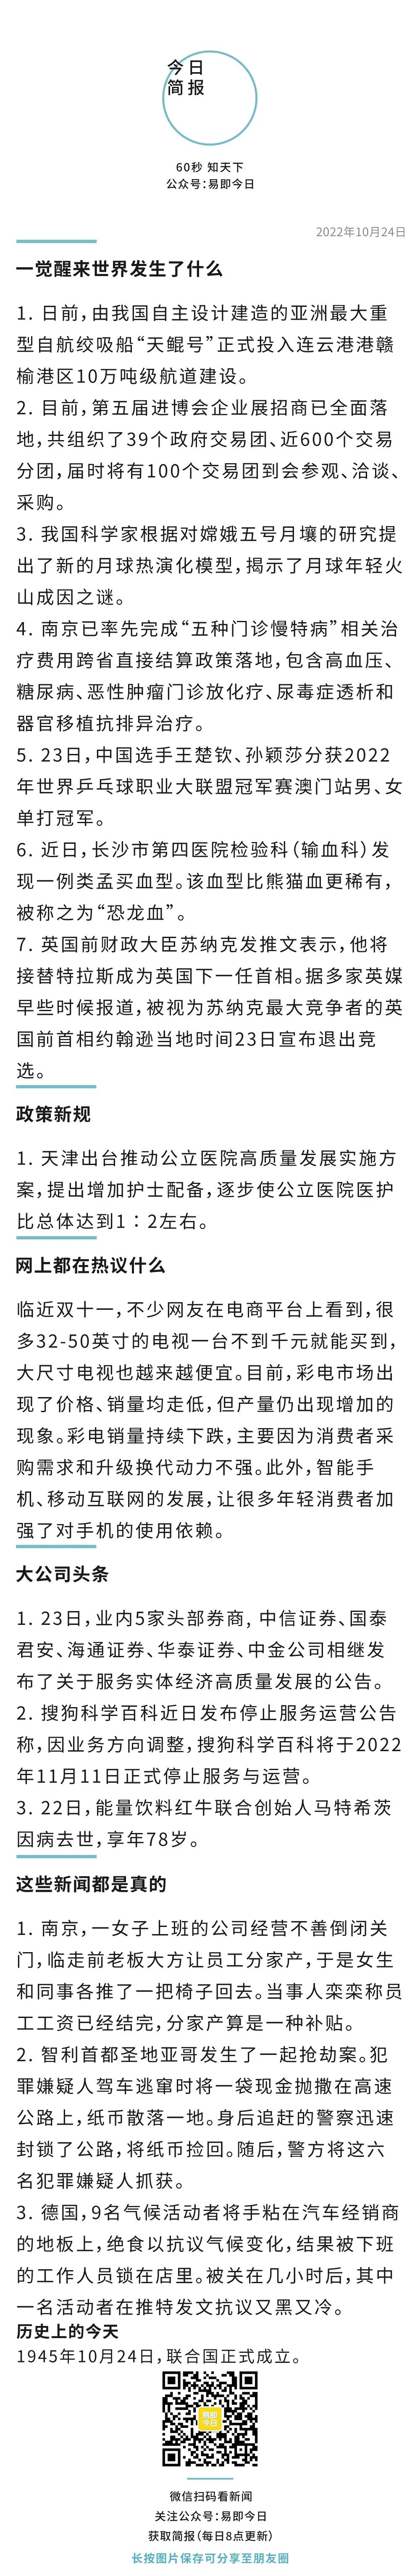 今日
简报
60秒 知天下
公众号：易即今日
2022年10月24日
一觉醒来世界发生了什么
1. 日前，由我国自主设计建造的亚洲最大重
型自航绞吸船“天鲲号”正式投入连云港港赣
榆港区10万吨级航道建设。
2. 目前，第五届进博会企业展招商已全面落
地，共组织了39个政府交易团、近600个交易
分团，届时将有100个交易团到会参观、洽谈、
采购。
3. 我国科学家根据对嫦娥五号月壤的研究提
出了新的月球热演化模型，揭示了月球年轻火
山成因之谜。
4. 南京已率先完成“五种门诊慢特病”相关治
疗费用跨省直接结算政策落地，包含高血压、
糖尿病、恶性肿瘤门诊放化疗、尿毒症透析和
器官移植抗排异治疗。
5. 23日，中国选手王楚钦、孙颖莎分获2022
年世界乒乓球职业大联盟冠军赛澳门站男、女
单打冠军。
6. 近日，长沙市第四医院检验科（输血科）发
现一例类孟买血型。该血型比熊猫血更稀有，
被称之为“恐龙血”。
7. 英国前财政大臣苏纳克发推文表示，他将
接替特拉斯成为英国下一任首相。据多家英媒
早些时候报道，被视为苏纳克最大竞争者的英
国前首相约翰逊当地时间23日宣布退出竞
选。
政策新规
1. 天津出台推动公立医院高质量发展实施方
案，提出增加护士配备，逐步使公立医院医护
比总体达到1：2左右。
网上都在热议什么
临近双十一，不少网友在电商平台上看到，很
多32-50英寸的电视一台不到千元就能买到，
大尺寸电视也越来越便宜。目前，彩电市场出
现了价格、销量均走低，但产量仍出现增加的
现象。彩电销量持续下跌，主要因为消费者采
购需求和升级换代动力不强。此外，智能手
机、移动互联网的发展，让很多年轻消费者加
强了对手机的使用依赖。
大公司头条
1. 23日，业内5家头部券商, 中信证券、国泰
君安、海通证券、华泰证券、中金公司相继发
布了关于服务实体经济高质量发展的公告。
2. 搜狗科学百科近日发布停止服务运营公告
称，因业务方向调整，搜狗科学百科将于2022
年11月11日正式停止服务与运营。
3. 22日，能量饮料红牛联合创始人马特希茨
因病去世，享年78岁。
这些新闻都是真的
1. 南京，一女子上班的公司经营不善倒闭关
门，临走前老板大方让员工分家产，于是女生
和同事各推了一把椅子回去。当事人栾栾称员
工工资已经结完，分家产算是一种补贴。
2. 智利首都圣地亚哥发生了一起抢劫案。犯
罪嫌疑人驾车逃窜时将一袋现金抛撒在高速
公路上，纸币散落一地。身后追赶的警察迅速
封锁了公路，将纸币捡回。随后，警方将这六
名犯罪嫌疑人抓获。
3. 德国，9名气候活动者将手粘在汽车经销商
的地板上，绝食以抗议气候变化，结果被下班
的工作人员锁在店里。被关在几小时后，其中
一名活动者在推特发文抗议又黑又冷。
历史上的今天
1945年10月24日，联合国正式成立。
易即
今日
微信扫码看新闻
关注公众号：易即今日
获取简报（每日8点更新）
长按图片保存可分享至朋友圈